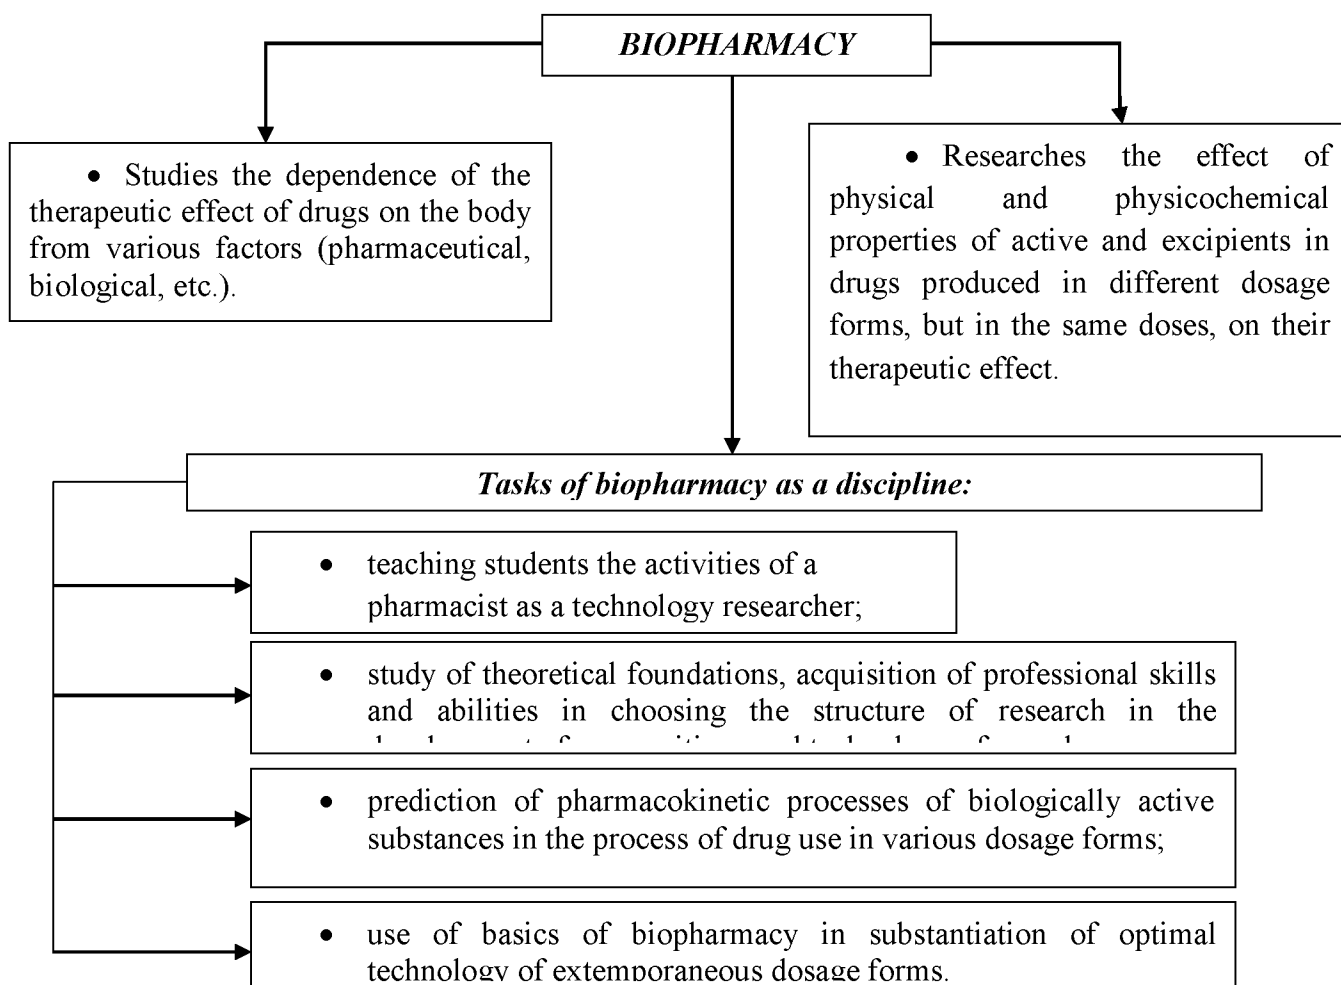 BIOPHARMACY
• Studies the dependence of the
therapeutic effect of drugs on the body
from various factors (pharmaceutical,
biological, etc.).
• Researches the effect of
physical and physicochemical
properties of active and excipients in
drugs produced in different dosage
forms, but in the same doses, on their
therapeutic effect.
Tasks of biopharmacy as a discipline:
• teaching students the activities of a
pharmacist as a technology researcher;
• study of theoretical foundations, acquisition of professional skills
and abilities in choosing the structure of research in the
• prediction of pharmacokinetic processes of biologically active
substances in the process of drug use in various dosage forms;
• use of basics of biopharmacy in substantiation of optimal
technology of extemporaneous dosage forms.